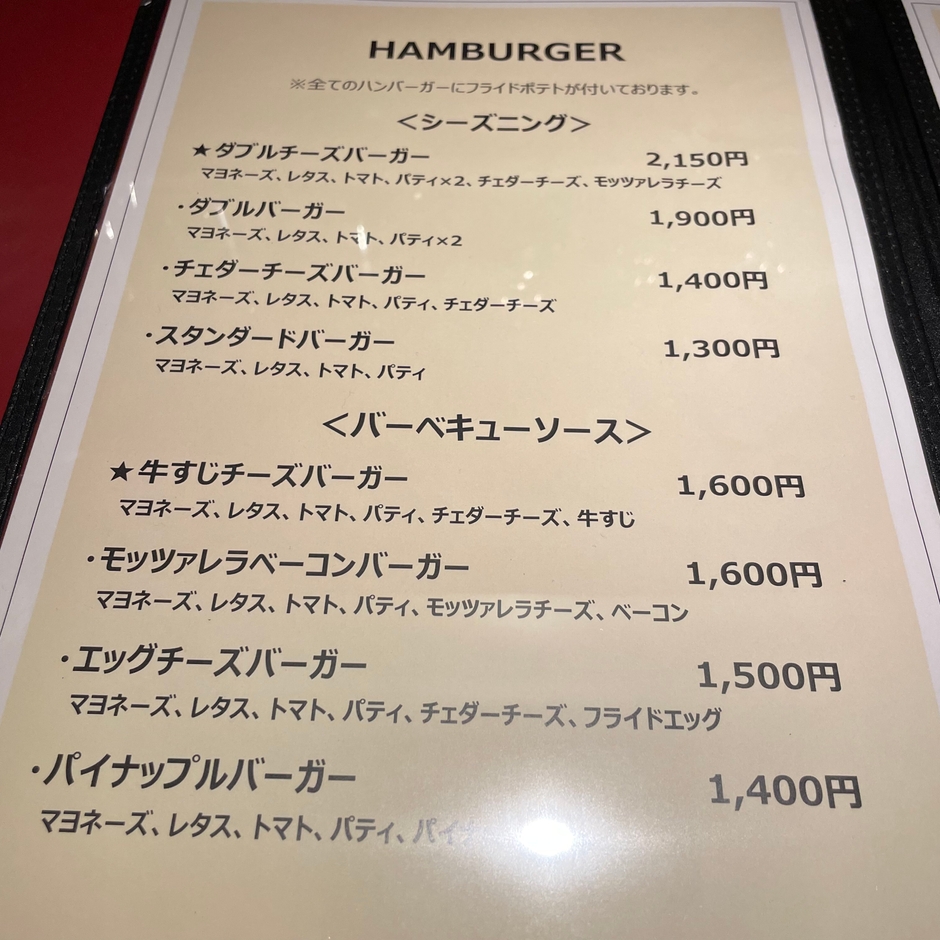 HAMBURGER
※全てのハンバーガーにフライドポテトが付いております。
＜シーズニング＞
★ダブルチーズバーガー 2,150円
マヨネーズ、レタス、トマト、パティ×2、チェダーチーズ、モッツァレラチーズ
・ダブルバーガー 1,900円
マヨネーズ、レタス、トマト、パティ×2
・チェダーチーズバーガー 1,400円
マヨネーズ、レタス、トマト、パティ、チェダーチーズ
・スタンダードバーガー 1,300円
マヨネーズ、レタス、トマト、パティ
＜バーベキューソース＞
★牛すじチーズバーガー 1,600円
マヨネーズ、レタス、トマト、パティ、チェダーチーズ、牛すじ
・モッツァレラベーコンバーガー 1,600円
マヨネーズ、レタス、トマト、パティ、モッツァレラチーズ、ベーコン
・エッグチーズバーガー 1,500円
マヨネーズ、レタス、トマト、パティ、チェダーチーズ、フライドエッグ
・パイナップルバーガー 1,400円
マヨネーズ、レタス、トマト、パティ、